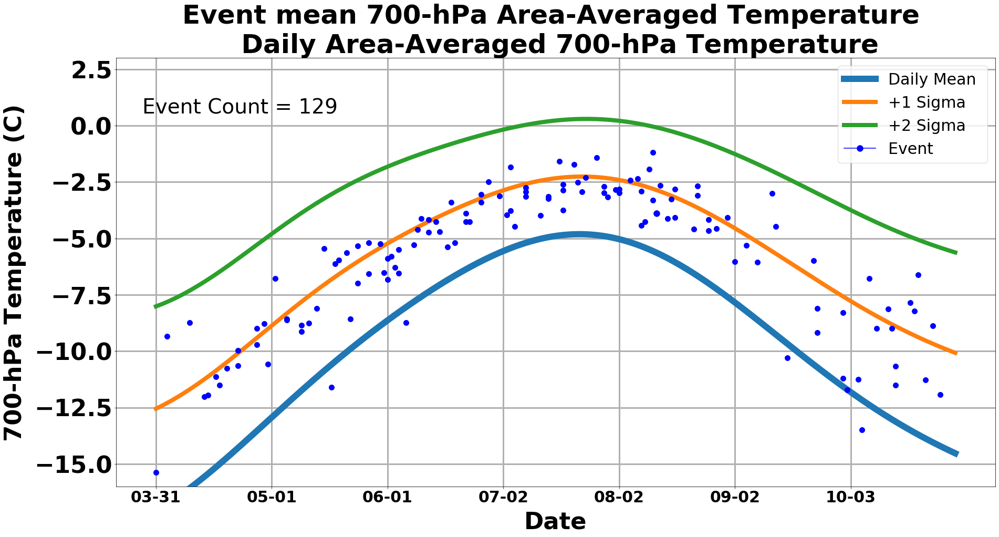 Event mean 700-hPa Area-Averaged Temperature
Daily Area-Averaged 700-hPa Temperature
700-hPa Temperature (C)
2.5
0.0
−2.5
−5.0
−7.5
−10.0
−12.5
−15.0
Event Count = 129
Daily Mean
+1 Sigma
+2 Sigma
Event
03-31 05-01 06-01 07-02 08-02 09-02 10-03
Date